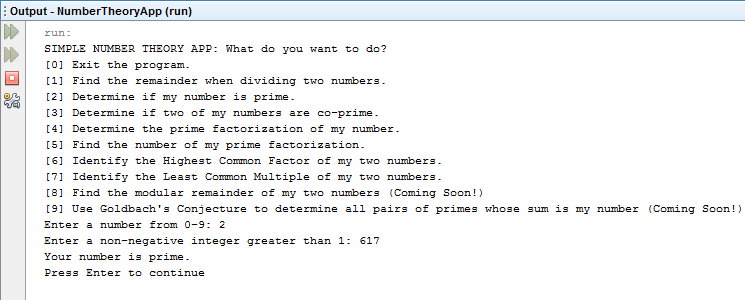 Output - NumberTheoryApp (run)
run:
SIMPLE NUMBER THEORY APP: What do you want to do?
[0] Exit the program.
[1] Find the remainder when dividing two numbers.
[2] Determine if my number is prime.
[3] Determine if two of my numbers are co-prime.
[4] Determine the prime factorization of my number.
[5] Find the number of my prime factorization.
[6] Identify the Highest Common Factor of my two numbers.
[7] Identify the Least Common Multiple of my two numbers.
[8] Find the modular remainder of my two numbers (Coming Soon!)
[9] Use Goldbach's Conjecture to determine all pairs of primes whose sum is my number (Coming Soon!)
Enter a number from 0-9: 2
Enter a non-negative integer greater than 1: 617
Your number is prime.
Press Enter to continue